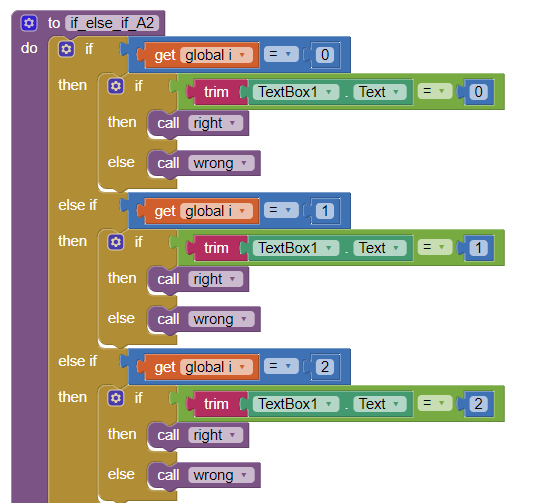 to if_else_if_A2
do if get global i = 0
then if trim TextBox1 . Text = 0
then call right
else call wrong
else if get global i = 1
then if trim TextBox1 . Text = 1
then call right
else call wrong
else if get global i = 2
then if trim TextBox1 . Text = 2
then call right
else call wrong